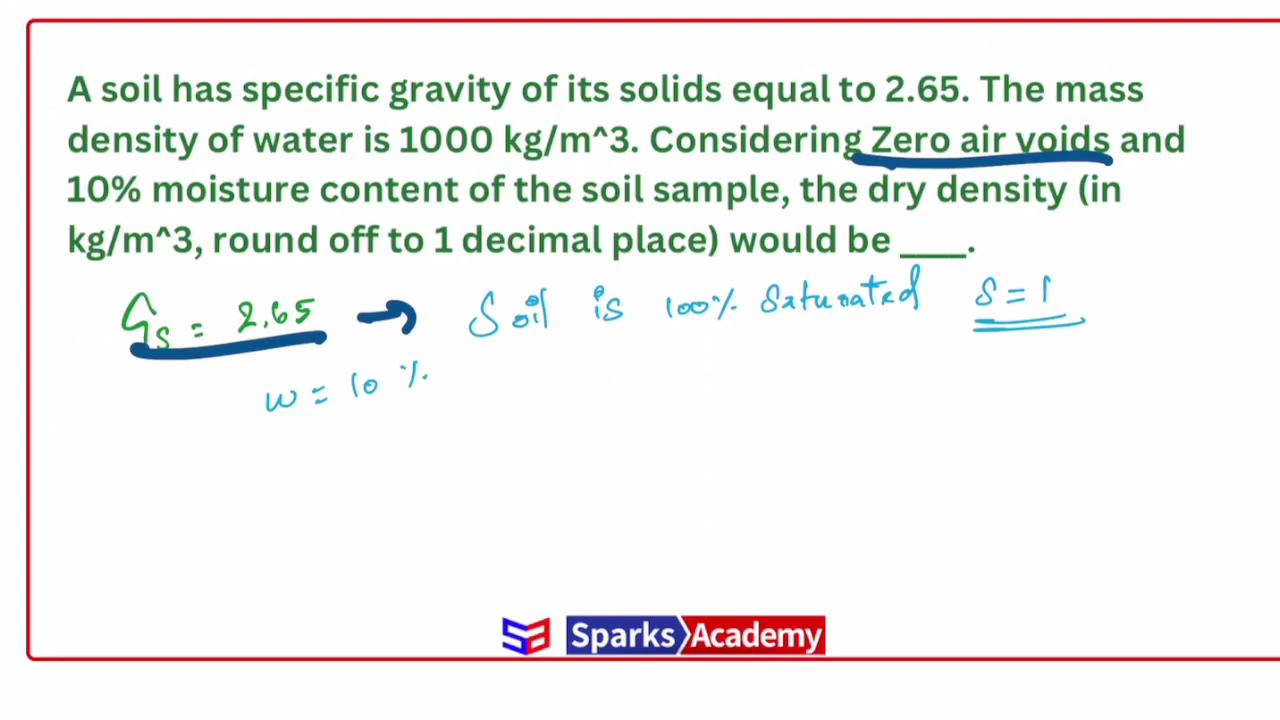 A soil has specific gravity of its solids equal to 2.65. The mass
density of water is 1000 kg/m^3. Considering Zero air voids and
10% moisture content of the soil sample, the dry density (in
kg/m^3, round off to 1 decimal place) would be ____.
Gs = 2.65 → Soil is 100% Saturated S = 1
w = 10 %
Sparks Academy